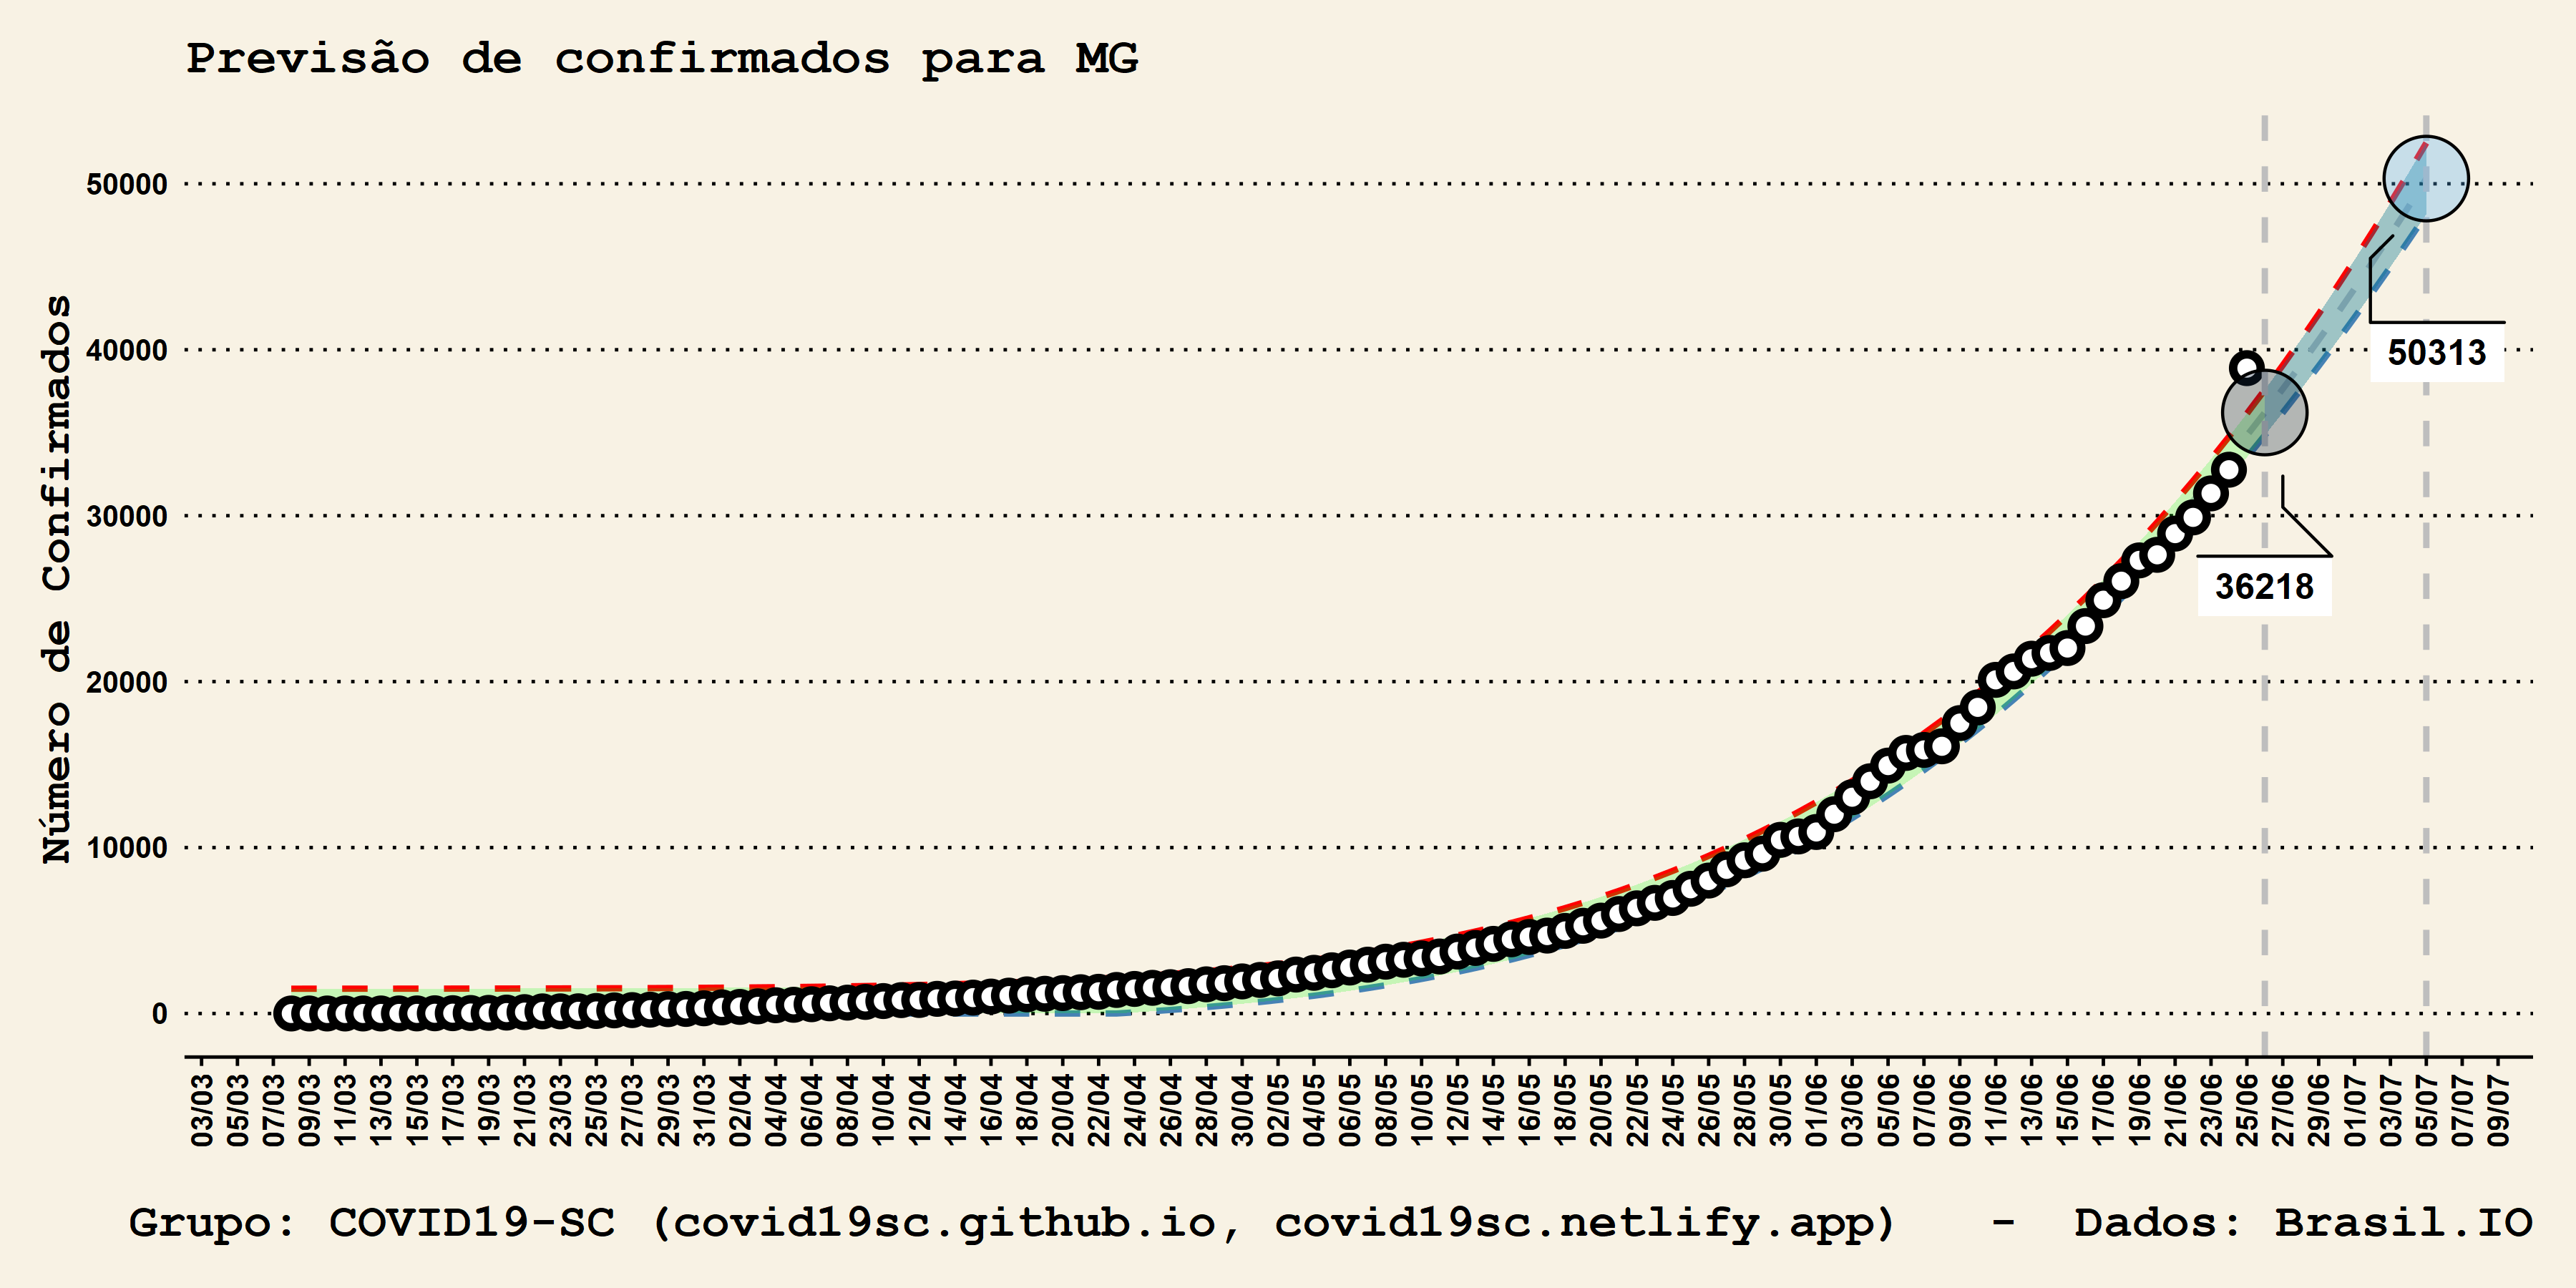 Previsão de confirmados para MG
Número de Confirmados
50000
40000
30000
20000
10000
0
50313
36218
03/03 05/03 07/03 09/03 11/03 13/03 15/03 17/03 19/03 21/03 23/03 25/03 27/03 29/03 31/03 02/04 04/04 06/04 08/04 10/04 12/04 14/04 16/04 18/04 20/04 22/04 24/04 26/04 28/04 30/04 02/05 04/05 06/05 08/05 10/05 12/05 14/05 16/05 18/05 20/05 22/05 24/05 26/05 28/05 30/05 01/06 03/06 05/06 07/06 09/06 11/06 13/06 15/06 17/06 19/06 21/06 23/06 25/06 27/06 29/06 01/07 03/07 05/07 07/07 09/07
Grupo: COVID19-SC (covid19sc.github.io, covid19sc.netlify.app) - Dados: Brasil.IO